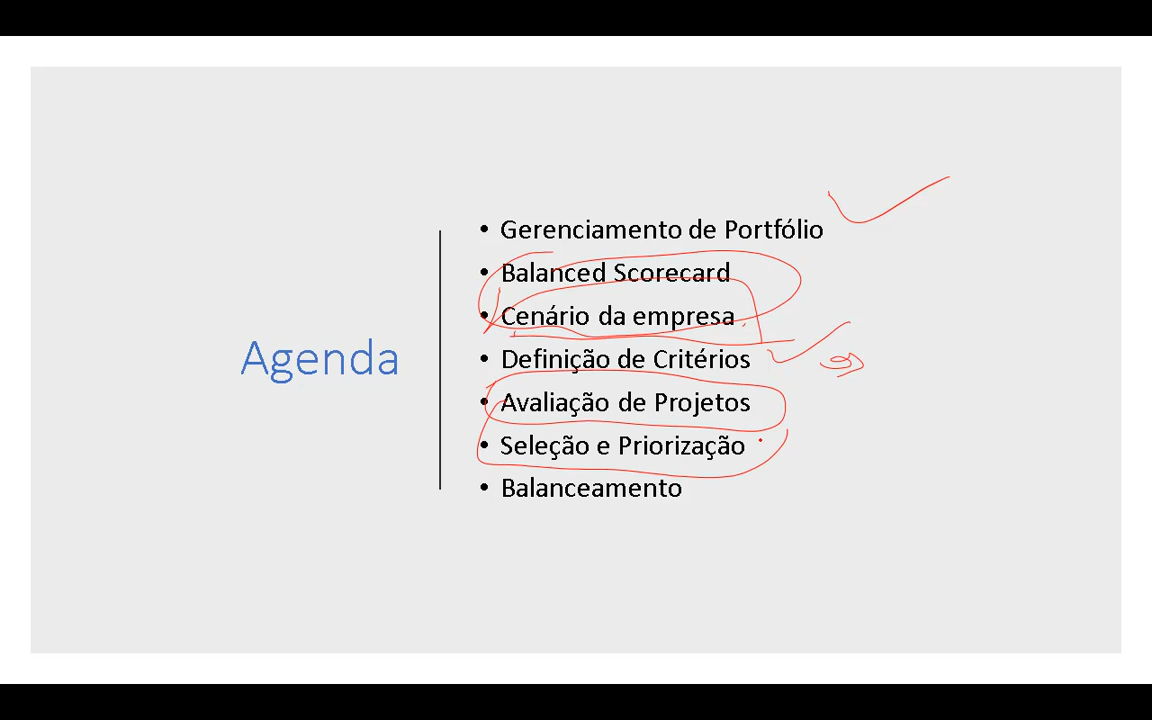 Agenda
• Gerenciamento de Portfólio
• Balanced Scorecard
• Cenário da empresa
• Definição de Critérios
• Avaliação de Projetos
• Seleção e Priorização
• Balanceamento